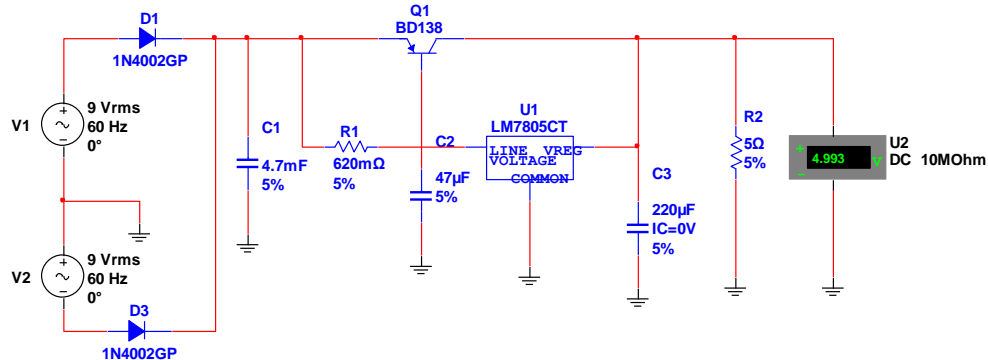 D1
1N4002GP
Q1
BD138
V1
9 Vrms
60 Hz
0°
C1
4.7mF
5%
R1
620mΩ
5%
C2
47µF
5%
U1
LM7805CT
LINE VREG
VOLTAGE
COMMON
C3
220µF
IC=0V
5%
R2
5Ω
5%
+
4.993
V
-
U2
DC 10MOhm
V2
9 Vrms
60 Hz
0°
D3
1N4002GP